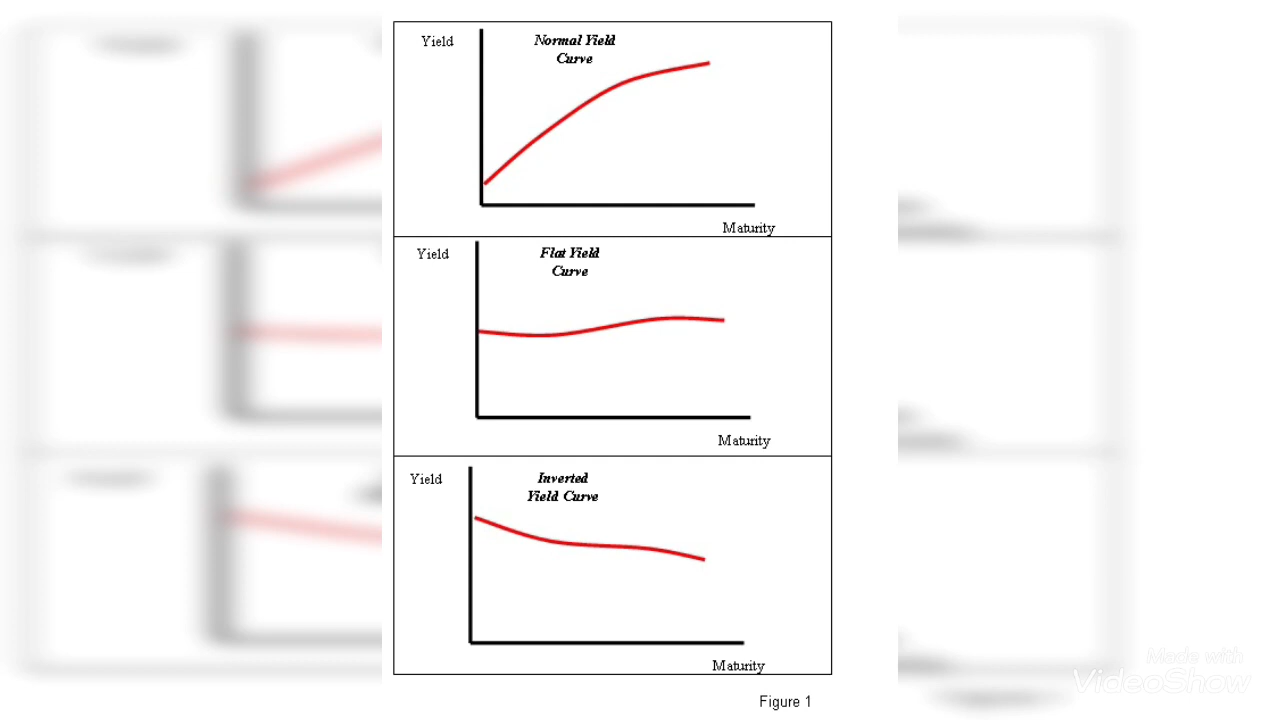 Yield
Normal Yield
Curve
Maturity
Yield
Flat Yield
Curve
Maturity
Yield
Inverted
Yield Curve
Maturity
Figure 1
Made with
VideoShow